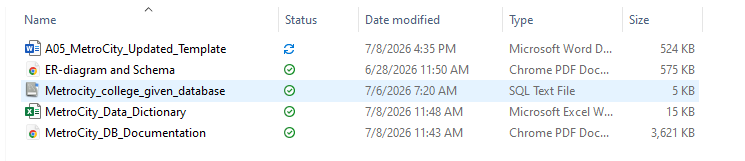 Name Status Date modified Type Size
A05_MetroCity_Updated_Template 7/8/2026 4:35 PM Microsoft Word D... 524 KB
ER-diagram and Schema 6/28/2026 11:50 AM Chrome PDF Doc... 575 KB
Metrocity_college_given_database 7/6/2026 7:20 AM SQL Text File 5 KB
MetroCity_Data_Dictionary 7/8/2026 11:48 AM Microsoft Excel W... 15 KB
MetroCity_DB_Documentation 7/8/2026 11:43 AM Chrome PDF Doc... 3,621 KB